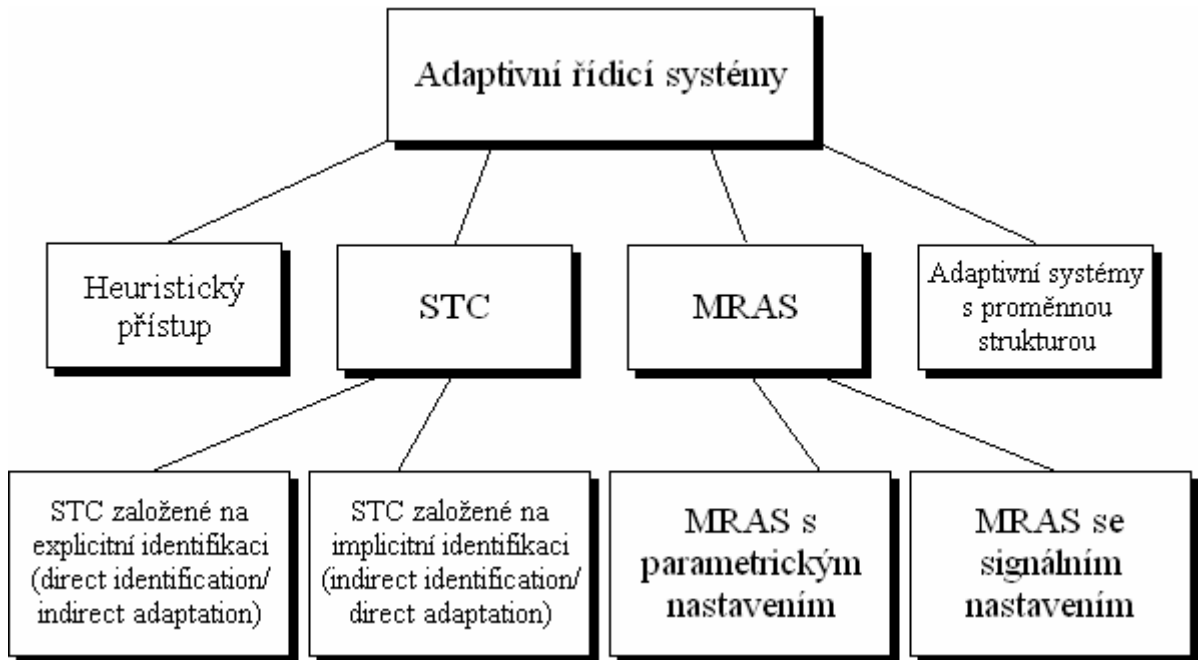 Adaptivní řídicí systémy
Heuristický
přístup
STC
MRAS
Adaptivní systémy
s proměnnou
strukturou
STC založené na
explicitní identifikaci
(direct identification/
indirect adaptation)
STC založené na
implicitní identifikaci
(indirect identification/
direct adaptation)
MRAS s
parametrickým
nastavením
MRAS se
signálním
nastavením